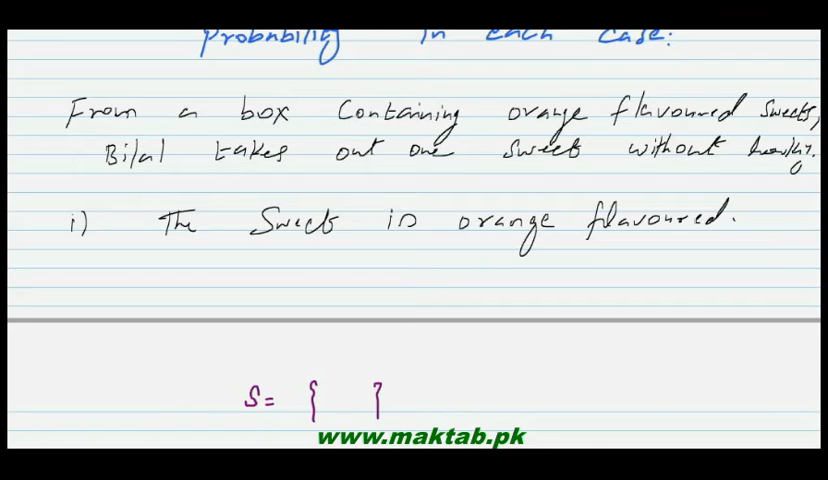 probability in each case:
From a box containing orange flavoured sweets,
Bilal takes out one sweet without
i) The Sweet is orange flavoured.
S = { }
www.maktab.pk